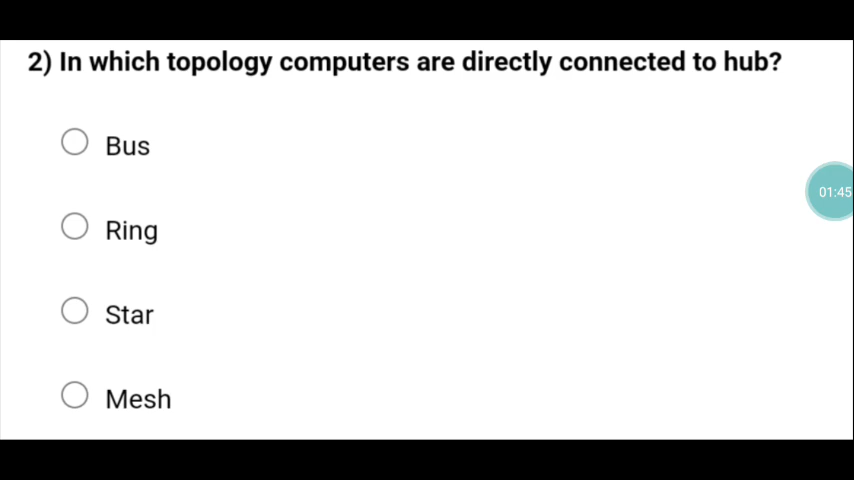 2) In which topology computers are directly connected to hub?
Bus
01:45
Ring
Star
Mesh